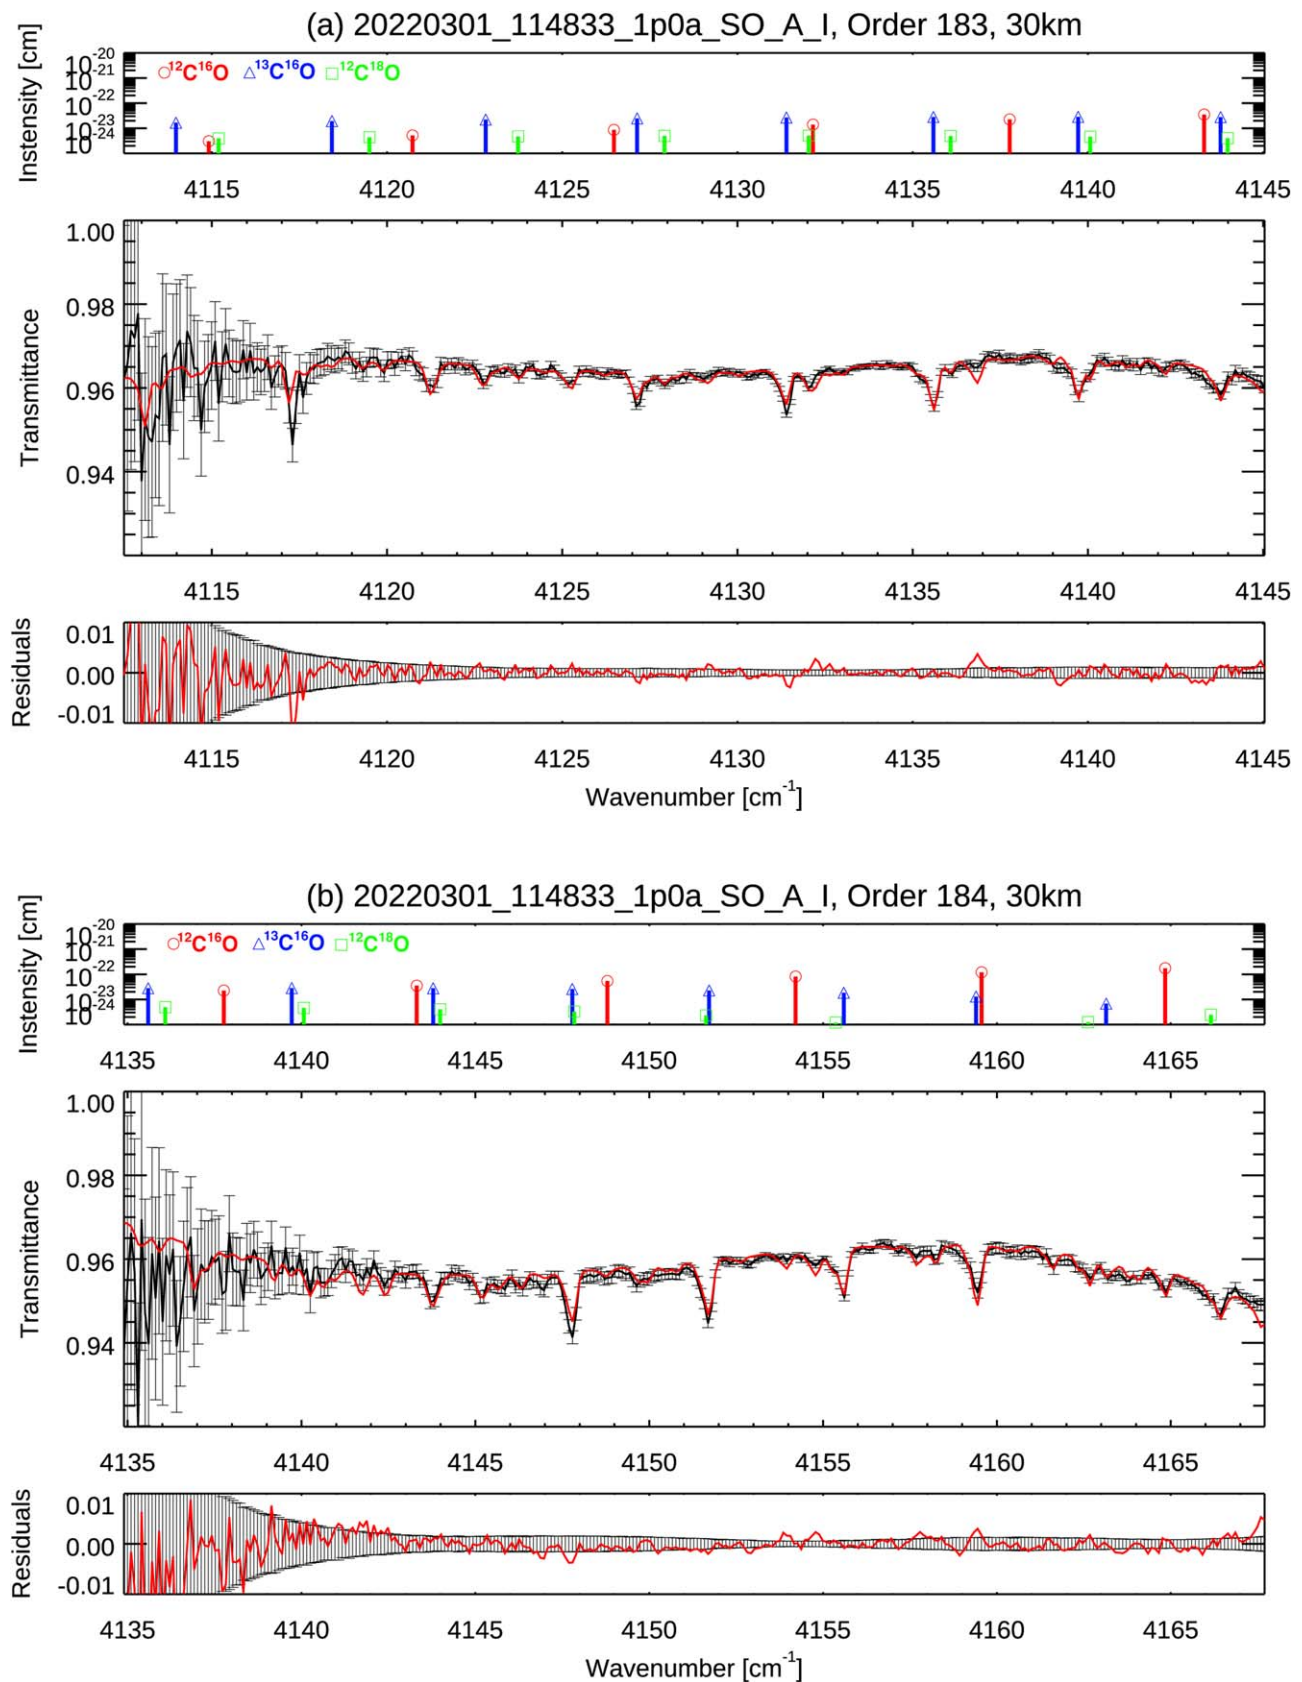 (a) 20220301_114833_1p0a_SO_A_I, Order 183, 30km
Instensity [cm]
10⁻²⁰
10⁻²¹
10⁻²²
10⁻²³
10⁻²⁴
¹²C¹⁶O ¹³C¹⁶O ¹²C¹⁸O
4115 4120 4125 4130 4135 4140 4145
Transmittance
1.00
0.98
0.96
0.94
4115 4120 4125 4130 4135 4140 4145
Residuals
0.01
0.00
-0.01
4115 4120 4125 4130 4135 4140 4145
Wavenumber [cm⁻¹]
(b) 20220301_114833_1p0a_SO_A_I, Order 184, 30km
Instensity [cm]
10⁻²⁰
10⁻²¹
10⁻²²
10⁻²³
10⁻²⁴
¹²C¹⁶O ¹³C¹⁶O ¹²C¹⁸O
4135 4140 4145 4150 4155 4160 4165
Transmittance
1.00
0.98
0.96
0.94
4135 4140 4145 4150 4155 4160 4165
Residuals
0.01
0.00
-0.01
4135 4140 4145 4150 4155 4160 4165
Wavenumber [cm⁻¹]